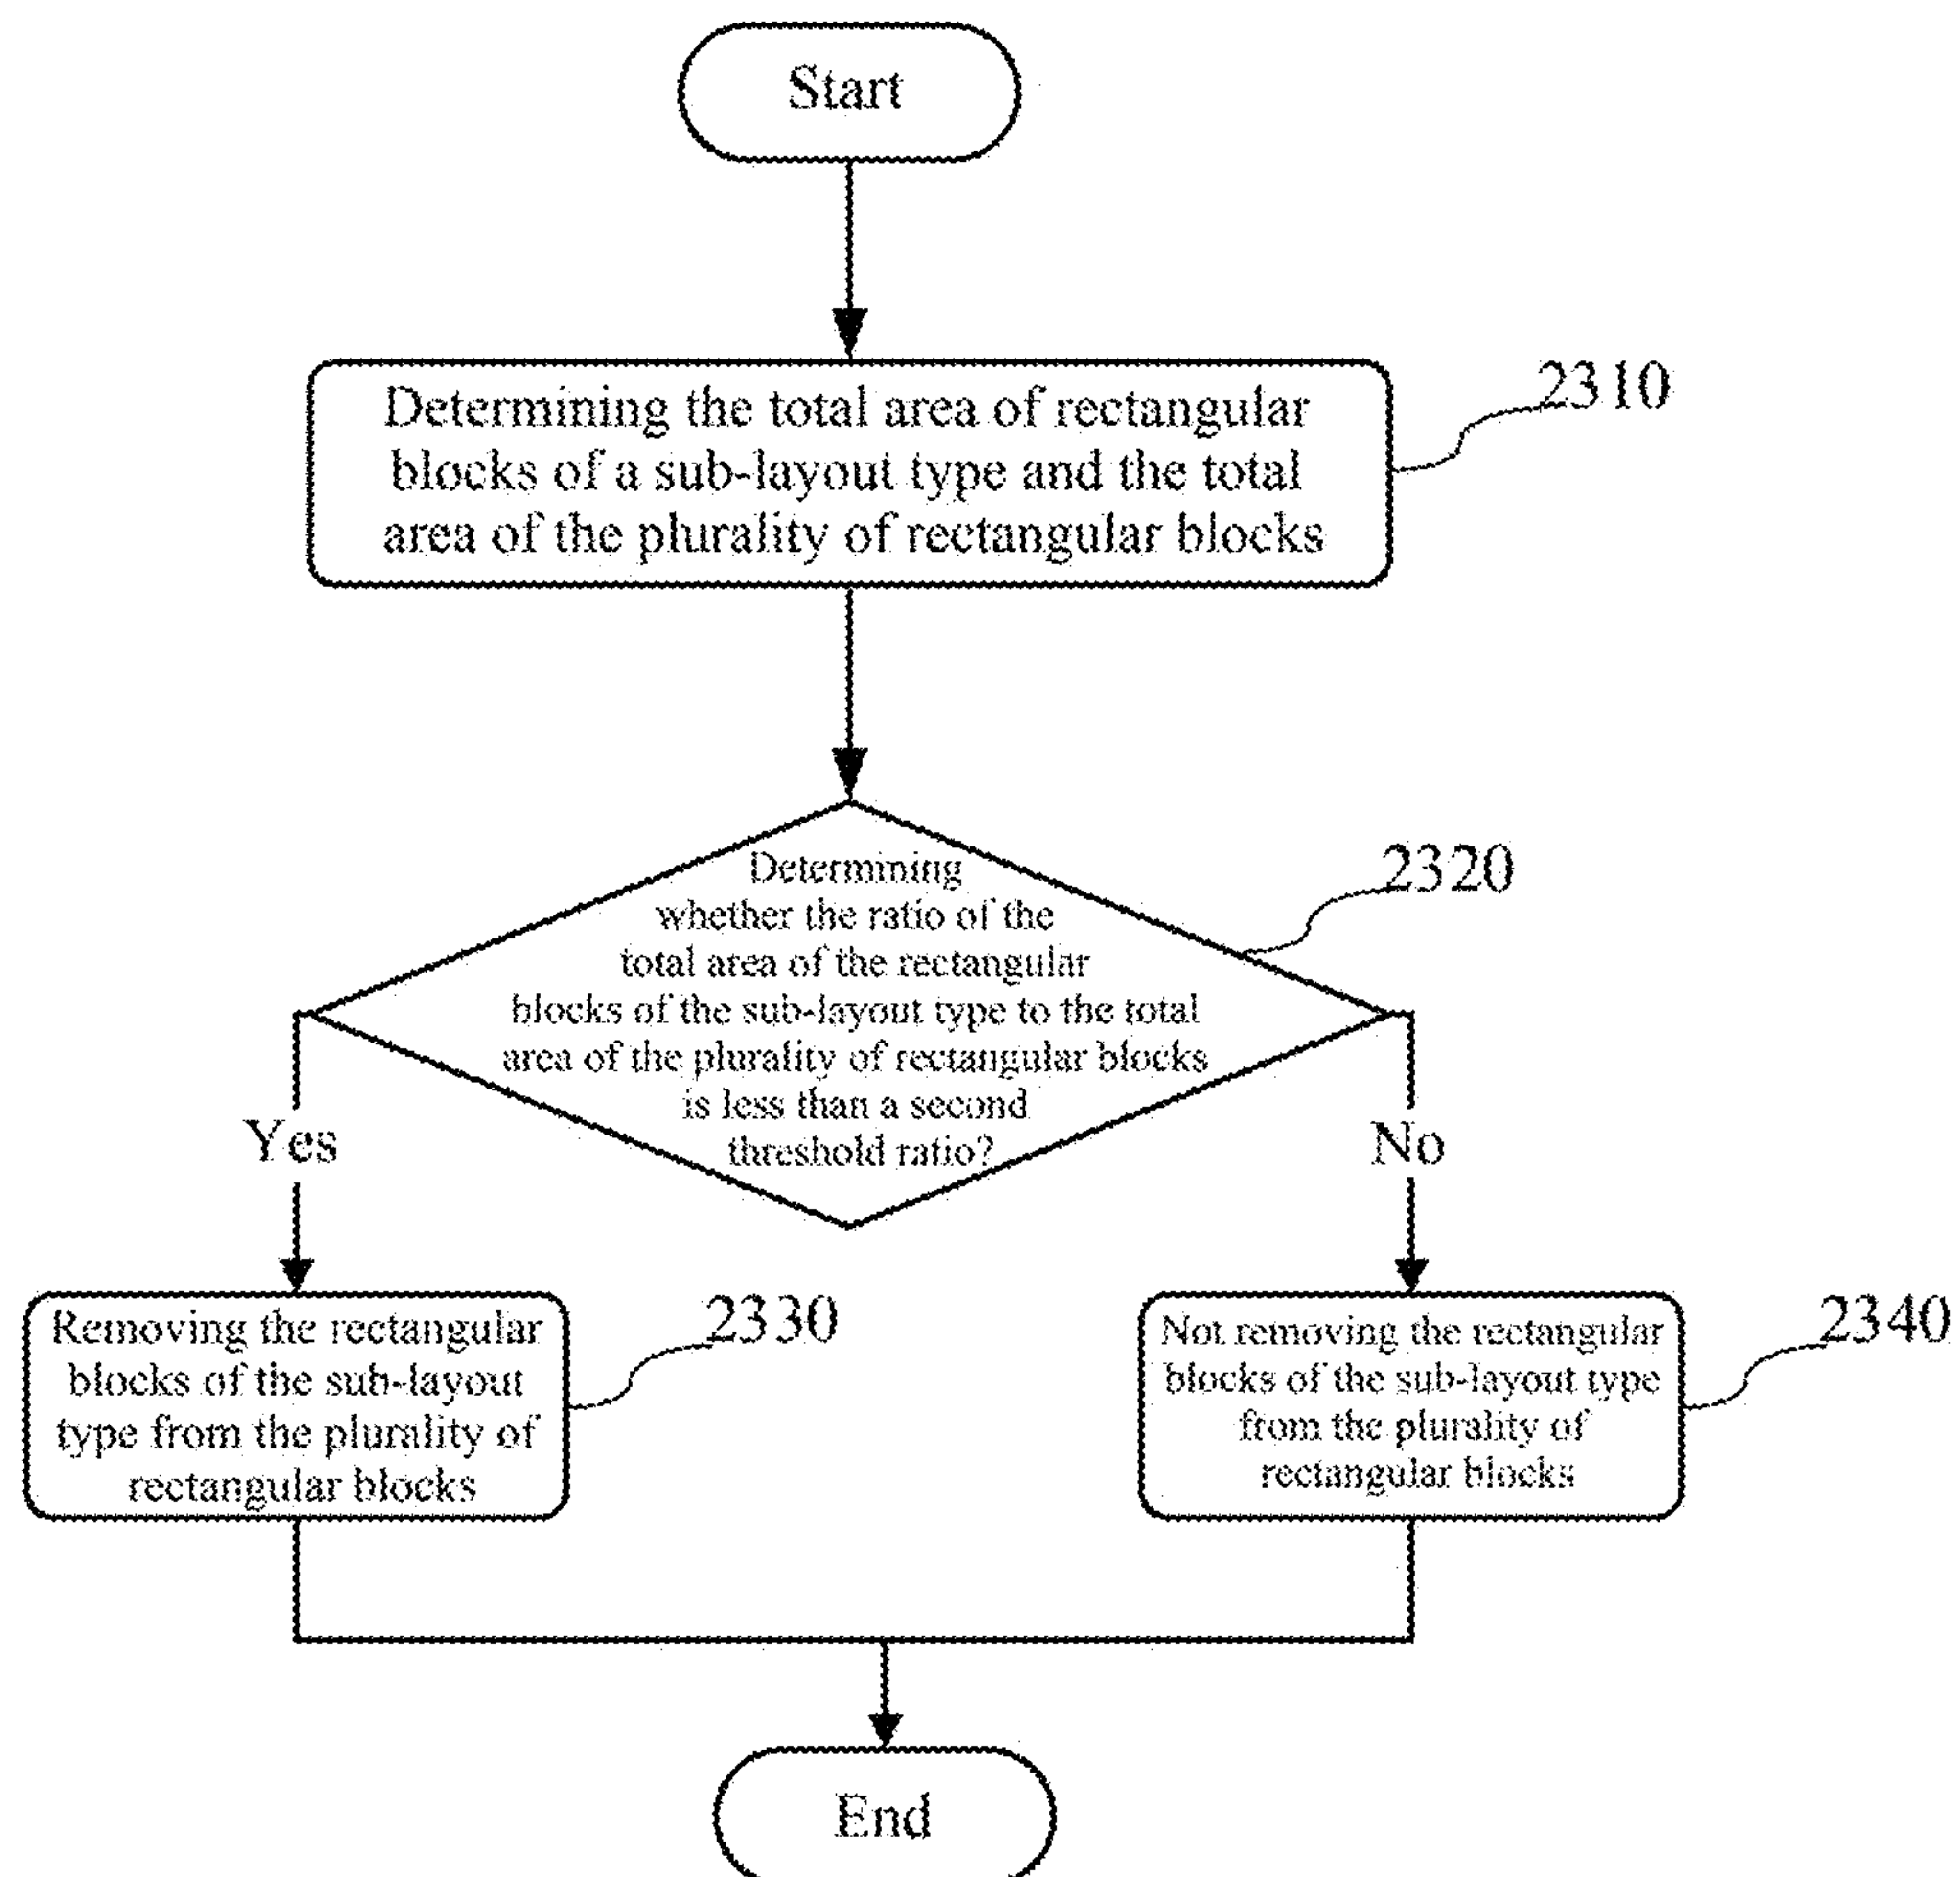 Start
Determining the total area of rectangular
blocks of a sub-layout type and the total
area of the plurality of rectangular blocks
2310
Determining
whether the ratio of the
total area of the rectangular
blocks of the sub-layout type to the total
area of the plurality of rectangular blocks
is less than a second
threshold ratio?
2320
Yes
No
Removing the rectangular
blocks of the sub-layout
type from the plurality of
rectangular blocks
2330
Not removing the rectangular
blocks of the sub-layout type
from the plurality of
rectangular blocks
2340
End